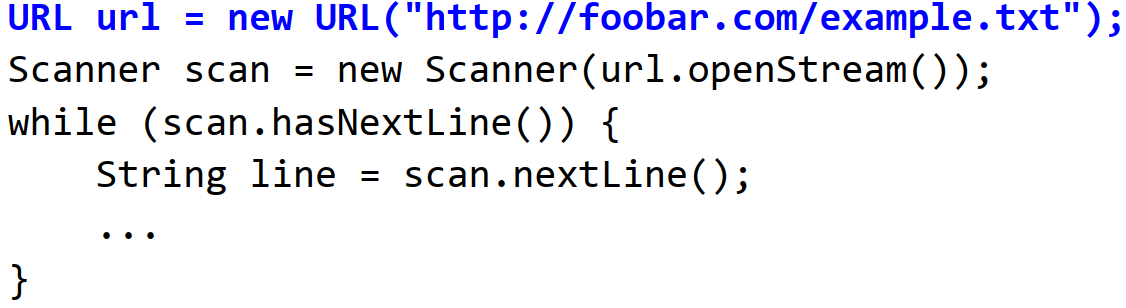 URL url = new URL("http://foobar.com/example.txt");
Scanner scan = new Scanner(url.openStream());
while (scan.hasNextLine()) {
    String line = scan.nextLine();
    ...
}